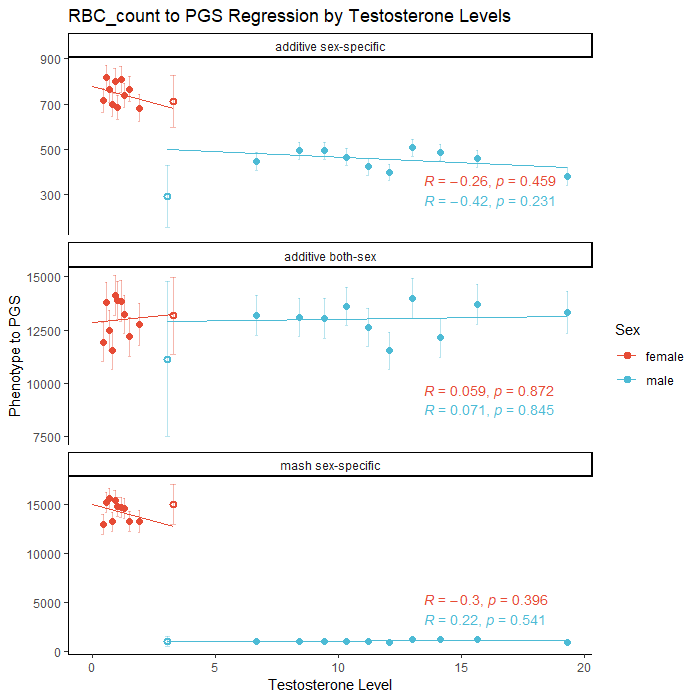 RBC_count to PGS Regression by Testosterone Levels
additive sex-specific
900
700
500
300
R = −0.26, p = 0.459
R = −0.42, p = 0.231
additive both-sex
15000
12500
10000
7500
R = 0.059, p = 0.872
R = 0.071, p = 0.845
mash sex-specific
15000
10000
5000
0
R = −0.3, p = 0.396
R = 0.22, p = 0.541
Phenotype to PGS
0 5 10 15 20
Testosterone Level
Sex
female
male